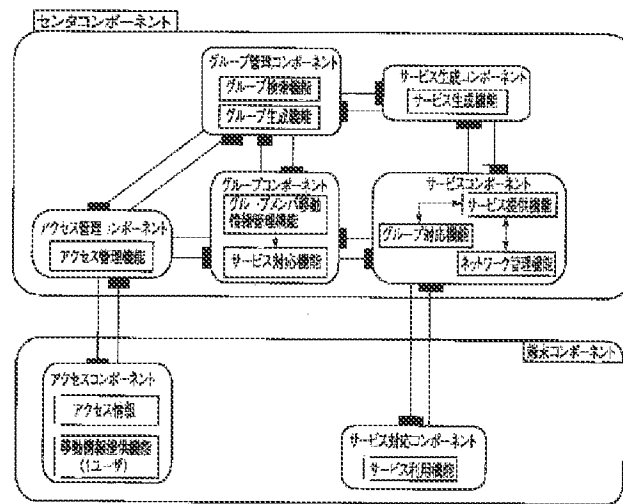 センタコンポーネント
グループ管理コンポーネント
グループ検索機能
グループ生成機能
サービス生成コンポーネント
サービス生成機能
グループコンポーネント
グループメンバ移動
情報管理機能
サービス対応機能
サービスコンポーネント
サービス提供機能
グループ対応機能
ネットワーク管理機能
アクセス管理コンポーネント
アクセス管理機能
端末コンポーネント
アクセスコンポーネント
アクセス情報
移動情報提供機能
(1ユーザ)
サービス対応コンポーネント
サービス利用機能